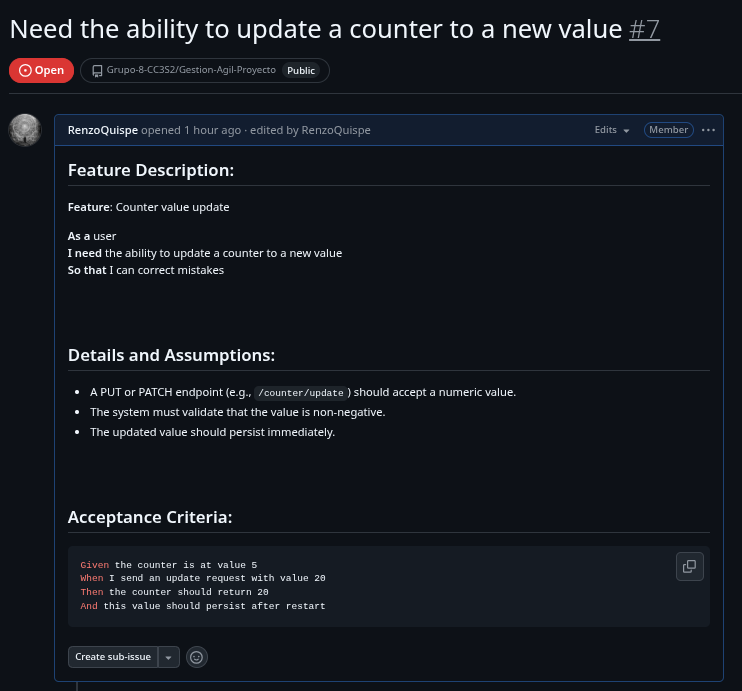 Need the ability to update a counter to a new value #7
Open
Grupo-8-CC3S2/Gestion-Agil-Proyecto Public
RenzoQuispe opened 1 hour ago · edited by RenzoQuispe
Edits
Member
Feature Description:
Feature: Counter value update
As a user
I need the ability to update a counter to a new value
So that I can correct mistakes
Details and Assumptions:
• A PUT or PATCH endpoint (e.g., /counter/update) should accept a numeric value.
• The system must validate that the value is non-negative.
• The updated value should persist immediately.
Acceptance Criteria:
Given the counter is at value 5
When I send an update request with value 20
Then the counter should return 20
And this value should persist after restart
Create sub-issue